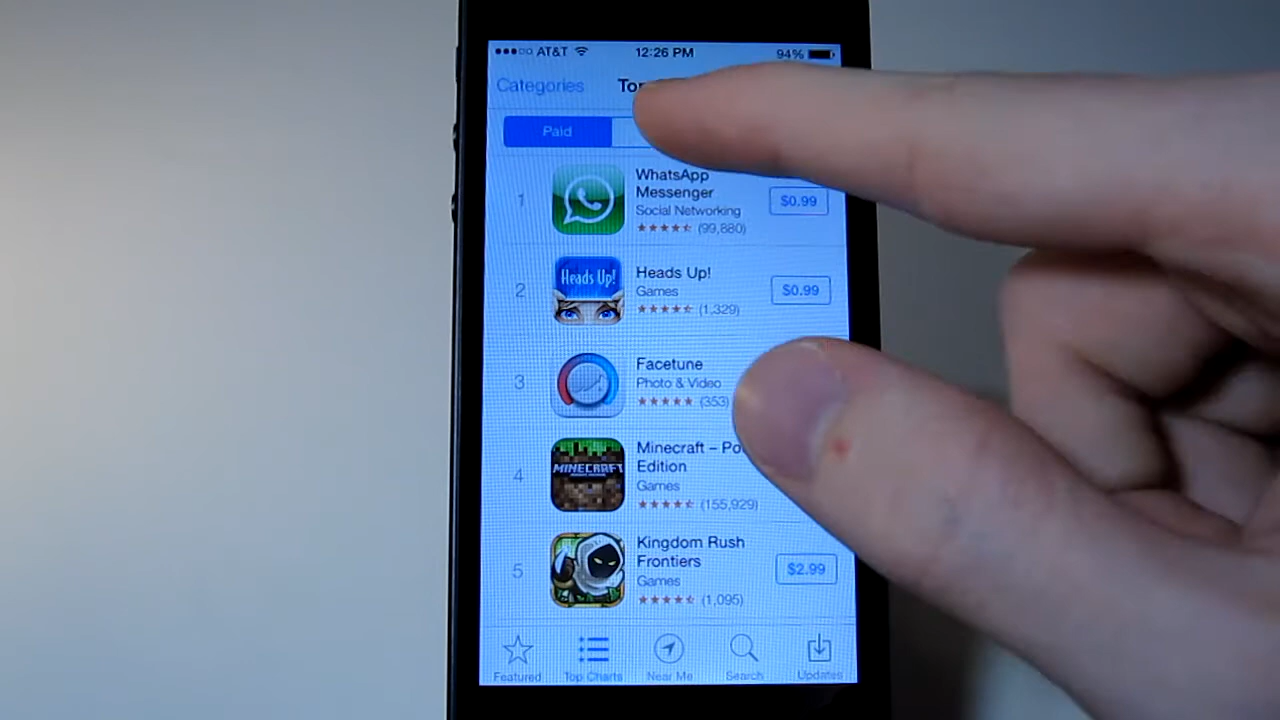 AT&T 12:26 PM 94%
Categories Top
Paid
1 WhatsApp
Messenger
Social Networking
(99,880)
$0.99
2 Heads Up!
Heads Up!
Games
(1,329)
$0.99
3 Facetune
Photo & Video
(353)
4 MINECRAFT
Minecraft – Po
Edition
Games
(155,929)
5 Kingdom Rush
Frontiers
Games
(1,095)
$2.99
Featured Top Charts Near Me Search Updates